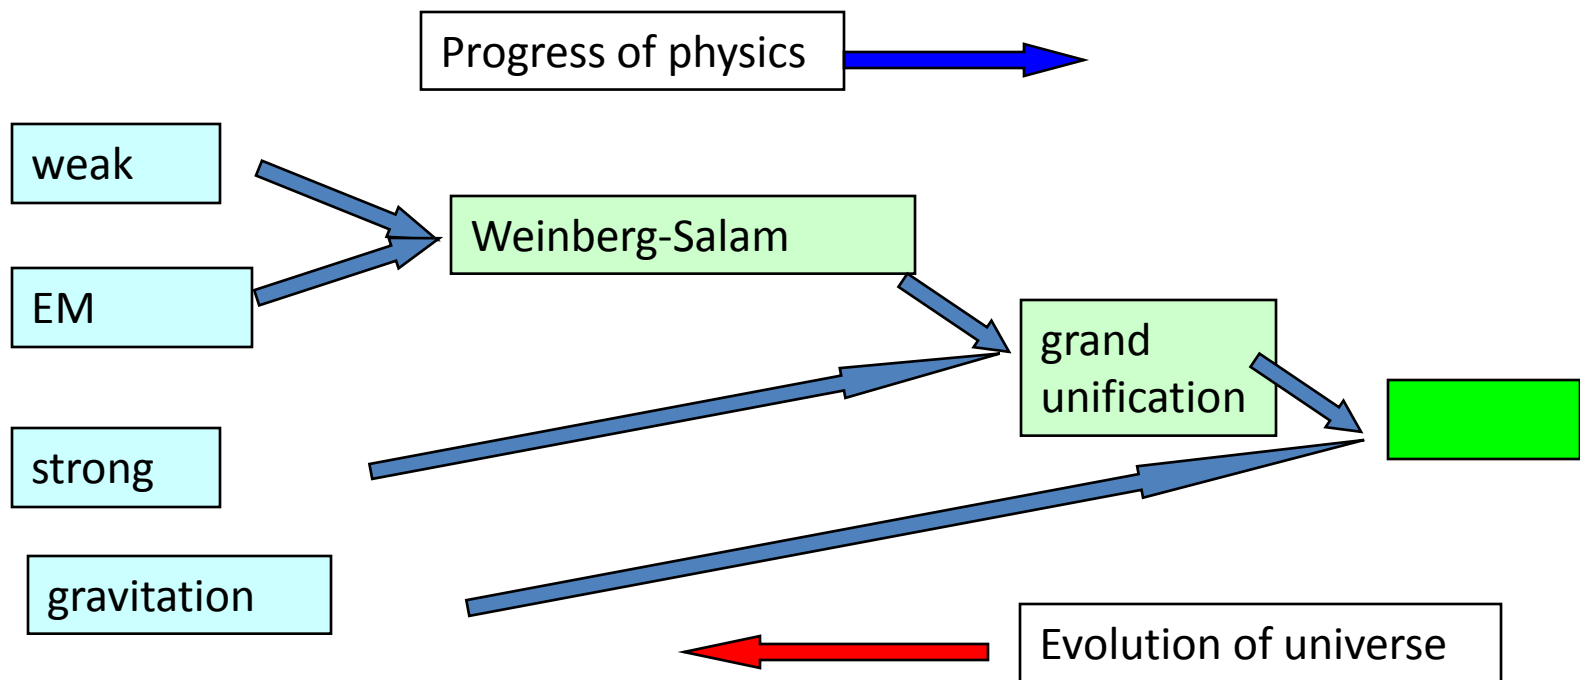 Progress of physics
weak
Weinberg-Salam
EM
grand
unification
strong
gravitation
Evolution of universe